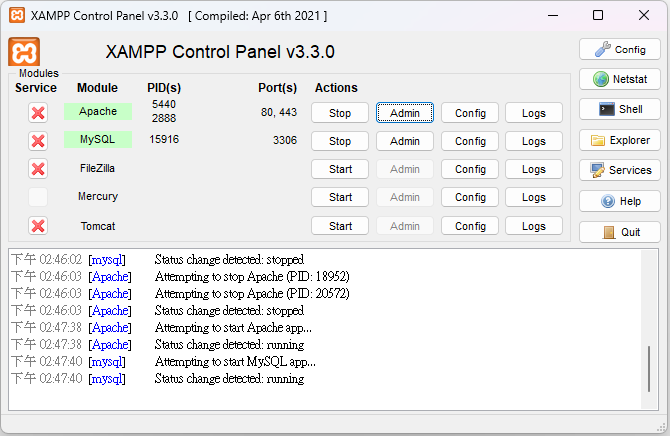 XAMPP Control Panel v3.3.0 [ Compiled: Apr 6th 2021 ]
XAMPP Control Panel v3.3.0
Config
Modules
Service Module PID(s) Port(s) Actions
Netstat
Apache 5440 2888 80, 443 Stop Admin Config Logs
Shell
MySQL 15916 3306 Stop Admin Config Logs
Explorer
FileZilla Start Admin Config Logs
Services
Mercury Start Admin Config Logs
Help
Tomcat Start Admin Config Logs
Quit
下午 02:46:02 [mysql] Status change detected: stopped
下午 02:46:03 [Apache] Attempting to stop Apache (PID: 18952)
下午 02:46:03 [Apache] Attempting to stop Apache (PID: 20572)
下午 02:46:03 [Apache] Status change detected: stopped
下午 02:47:38 [Apache] Attempting to start Apache app...
下午 02:47:38 [Apache] Status change detected: running
下午 02:47:40 [mysql] Attempting to start MySQL app...
下午 02:47:40 [mysql] Status change detected: running